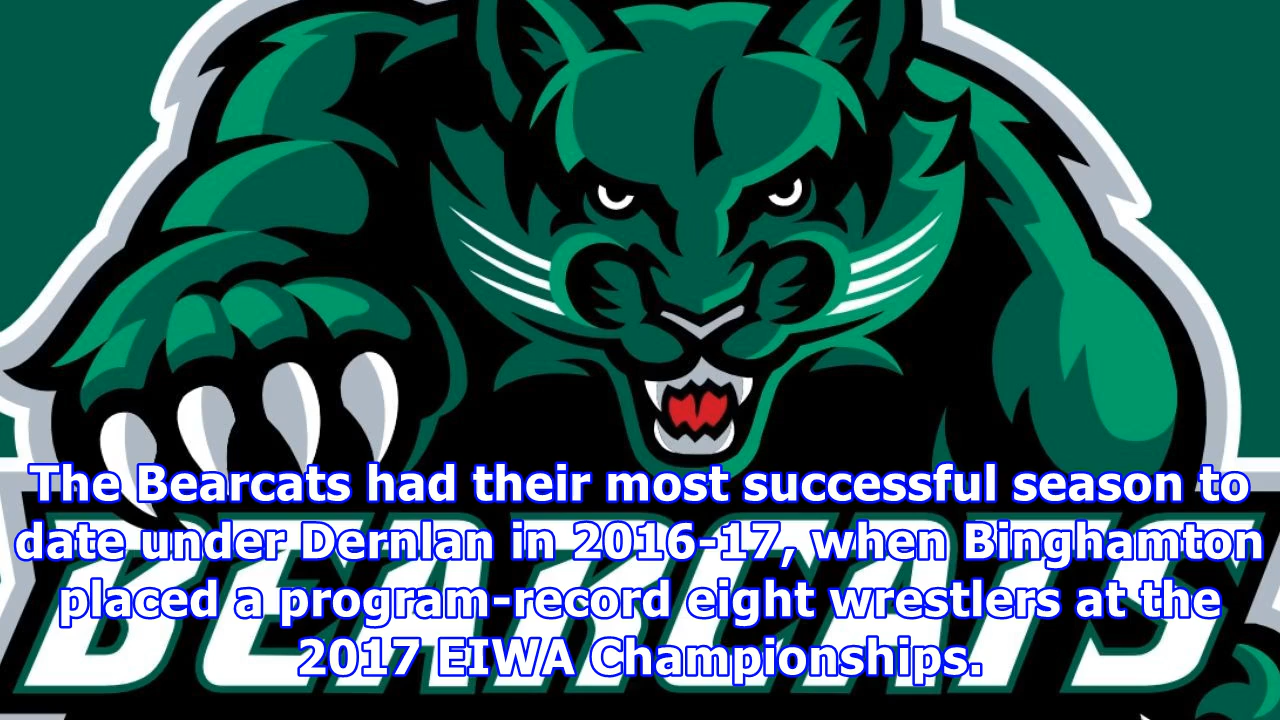 The Bearcats had their most successful season to
date under Dernlan in 2016-17, when Binghamton
placed a program-record eight wrestlers at the
2017 EIWA Championships.
BEARCATS